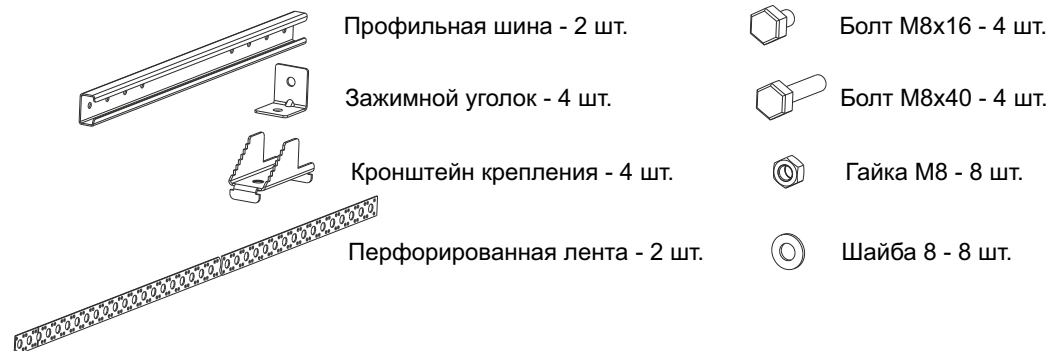 Профильная шина - 2 шт.
Зажимной уголок - 4 шт.
Кронштейн крепления - 4 шт.
Перфорированная лента - 2 шт.
Болт М8х16 - 4 шт.
Болт М8х40 - 4 шт.
Гайка М8 - 8 шт.
Шайба 8 - 8 шт.